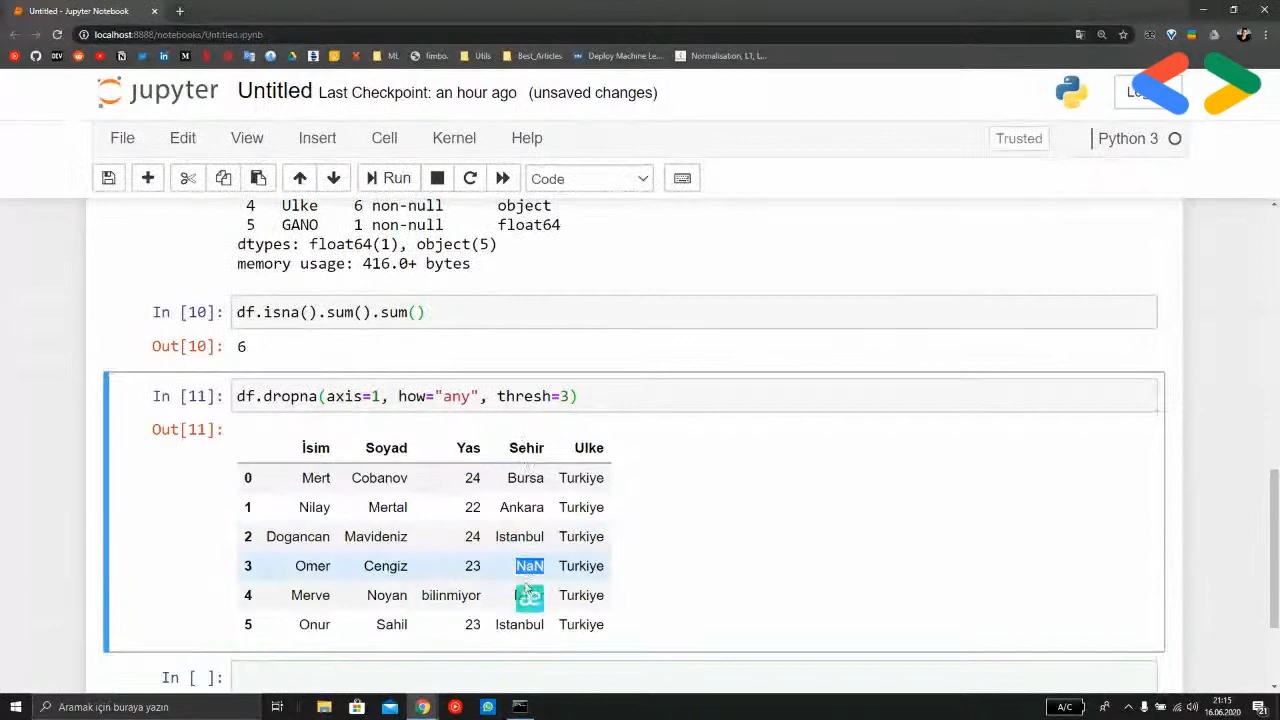 Untitled - Jupyter Notebook
localhost:8888/notebooks/Untitled.ipynb
ML fimbo. Utils Best_Articles Deploy Machine Le... Normalisation, LT, L...
jupyter Untitled Last Checkpoint: an hour ago (unsaved changes)
File Edit View Insert Cell Kernel Help Trusted Python 3
Run Code
4 Ulke 6 non-null object
5 GANO 1 non-null float64
dtypes: float64(1), object(5)
memory usage: 416.0+ bytes
In [10]: df.isna().sum().sum()
Out[10]: 6
In [11]: df.dropna(axis=1, how="any", thresh=3)
Out[11]:
İsim Soyad Yas Sehir Ulke
0 Mert Cobanov 24 Bursa Turkiye
1 Nilay Mertal 22 Ankara Turkiye
2 Dogancan Mavideniz 24 Istanbul Turkiye
3 Omer Cengiz 23 NaN Turkiye
4 Merve Noyan bilinmiyor Turkiye
5 Onur Sahil 23 Istanbul Turkiye
In [ ]:
Aramak için buraya yazın
A/C
21:15
16.06.2020